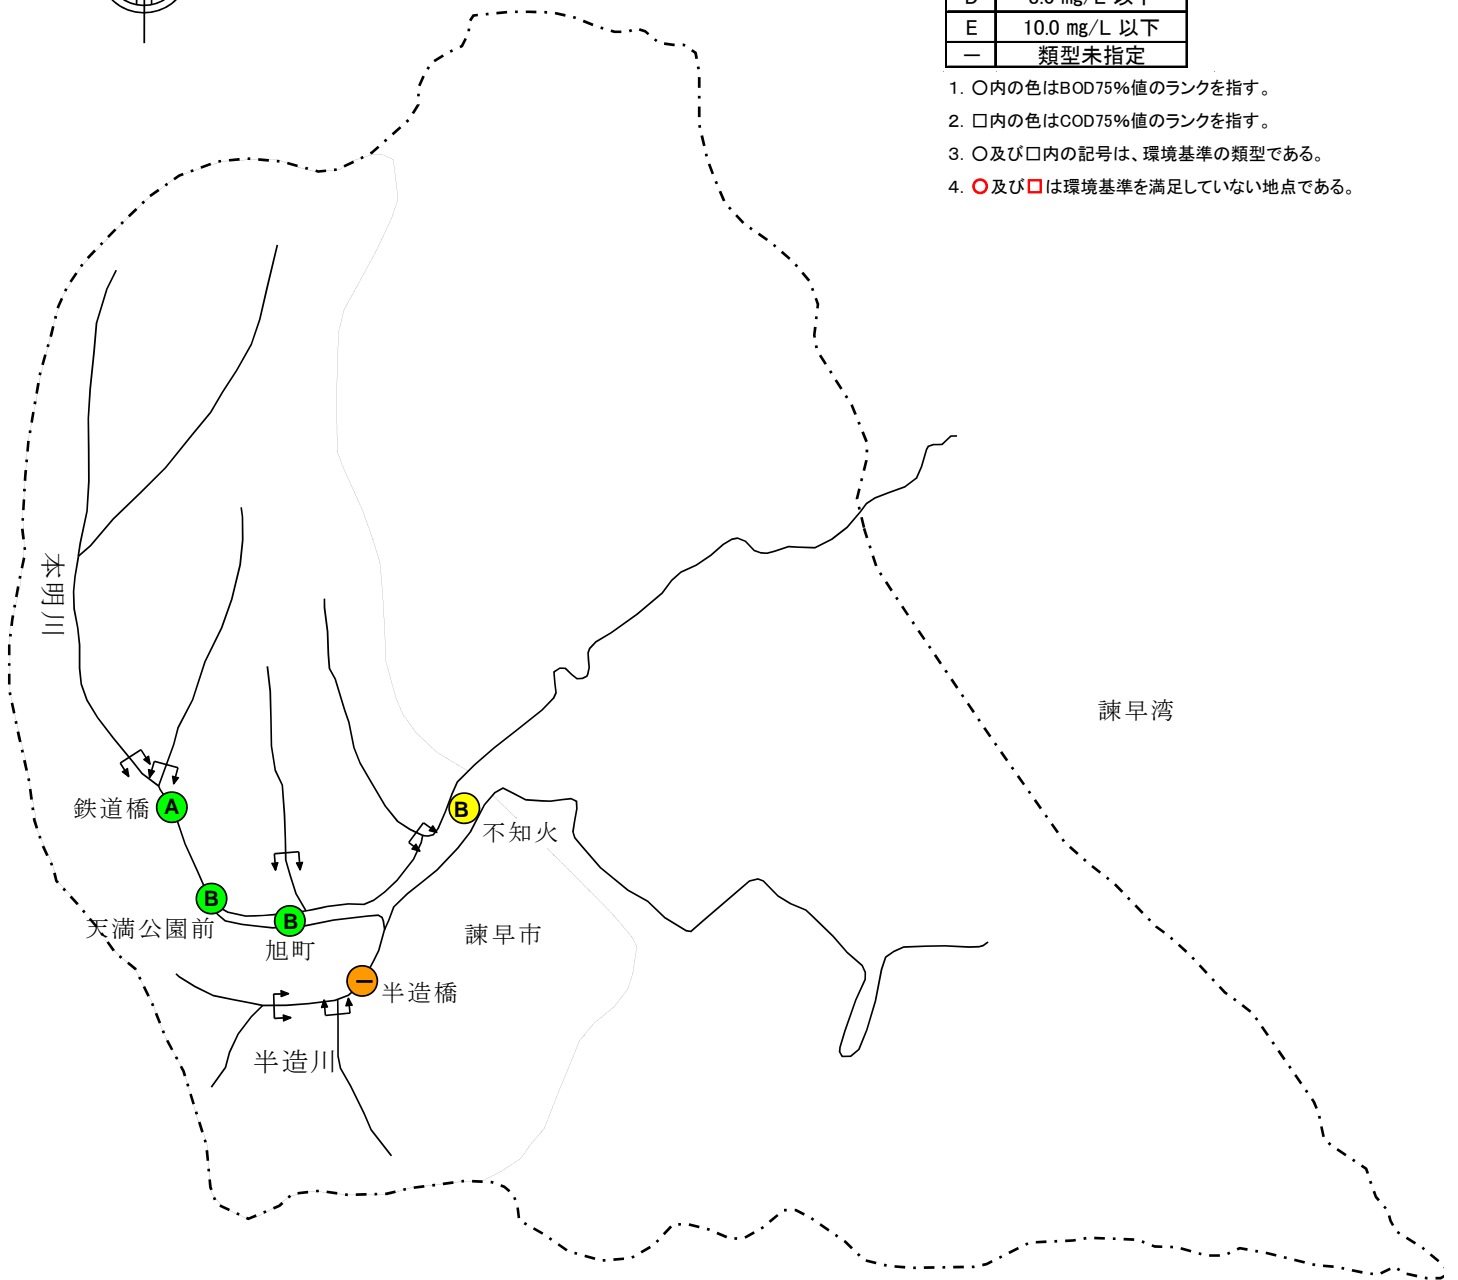 E 10.0 mg/L 以下
－ 類型未指定
1. ○内の色はBOD75%値のランクを指す。
2. □内の色はCOD75%値のランクを指す。
3. ○及び□内の記号は、環境基準の類型である。
4. ○及び□は環境基準を満足していない地点である。
本明川
諫早湾
鉄道橋
A
B
不知火
B
天満公園前
B
旭町
諫早市
－
半造橋
半造川